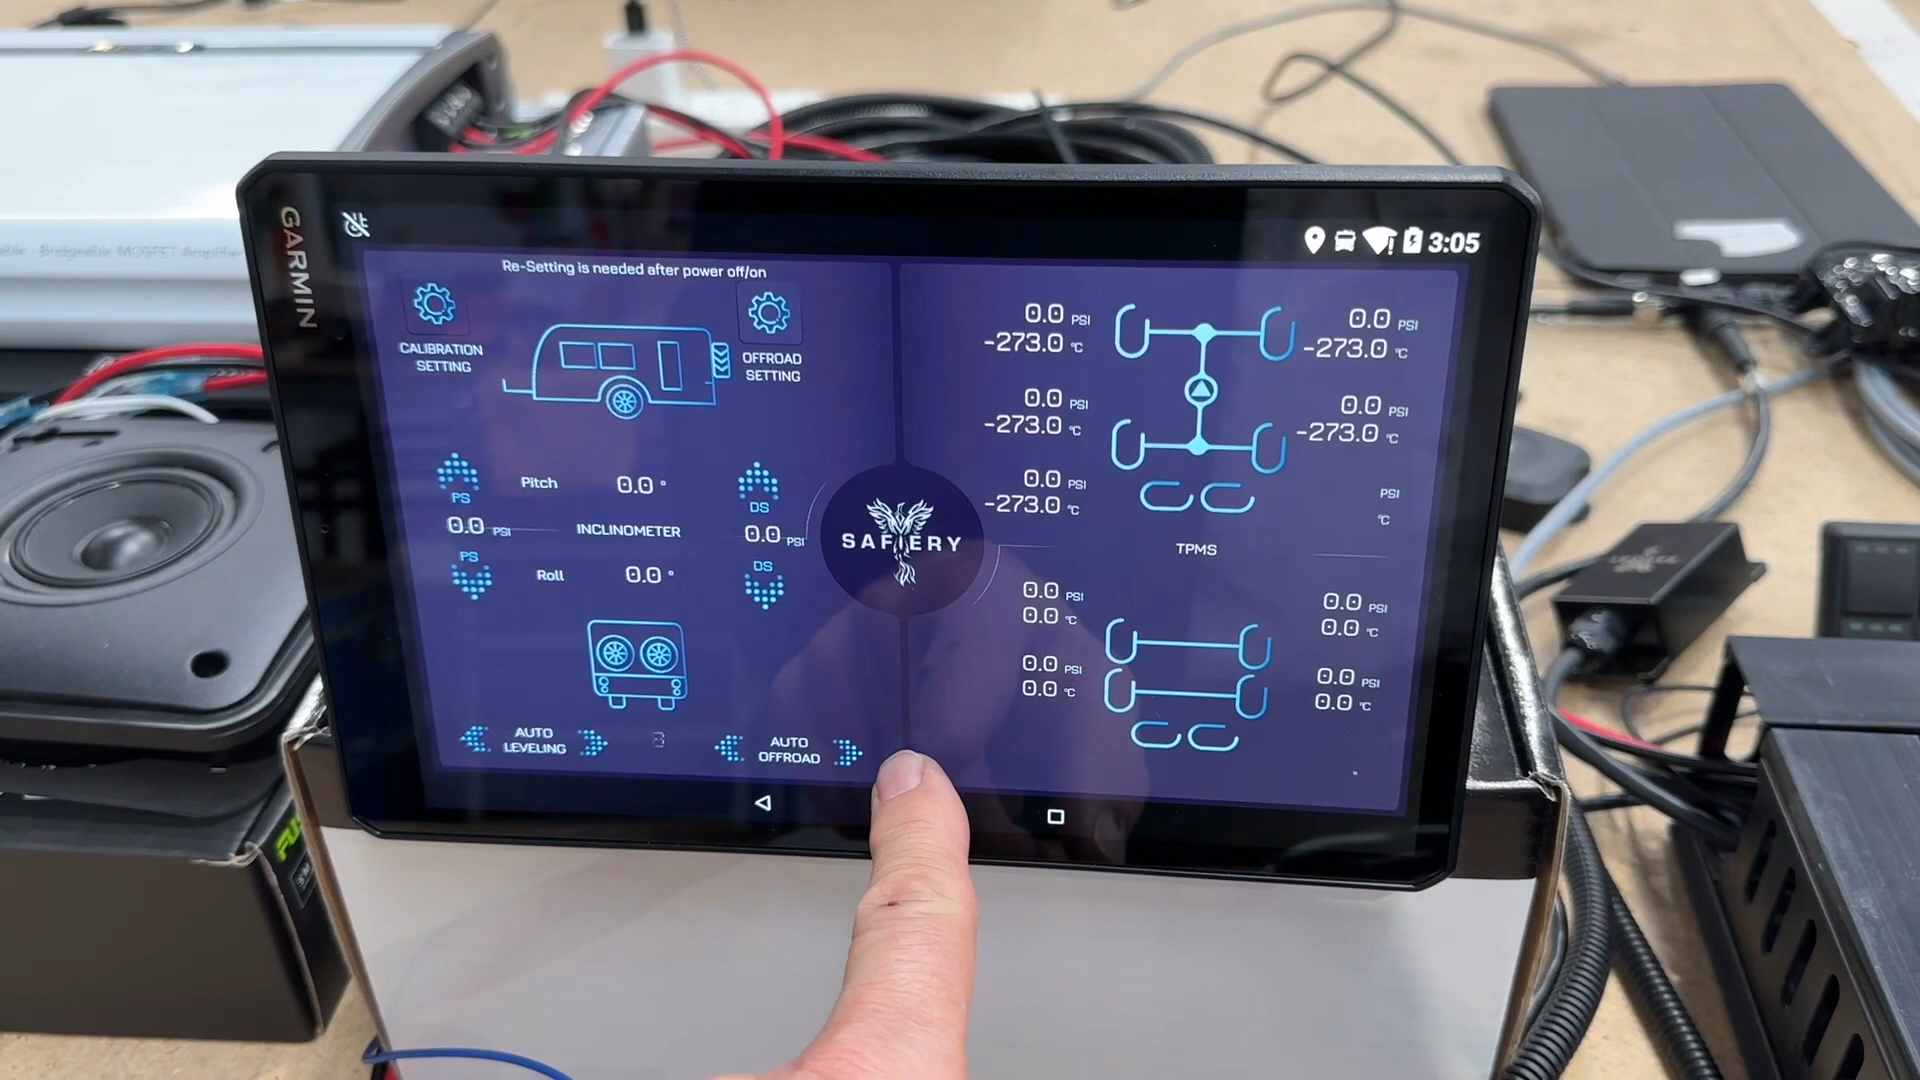 GARMIN
3:05
Re-Setting is needed after power off/on
CALIBRATION
SETTING
OFFROAD
SETTING
PS
Pitch
0.0 °
DS
0.0 PSI
INCLINOMETER
0.0 PSI
PS
Roll
0.0 °
DS
AUTO
LEVELING
3
AUTO
OFFROAD
SAFIERY
0.0 PSI
-273.0 °C
0.0 PSI
-273.0 °C
0.0 PSI
-273.0 °C
0.0 PSI
-273.0 °C
0.0 PSI
-273.0 °C
PSI
°C
TPMS
0.0 PSI
0.0 °C
0.0 PSI
0.0 °C
0.0 PSI
0.0 °C
0.0 PSI
0.0 °C
Bridgeable MOSFET Amplifier